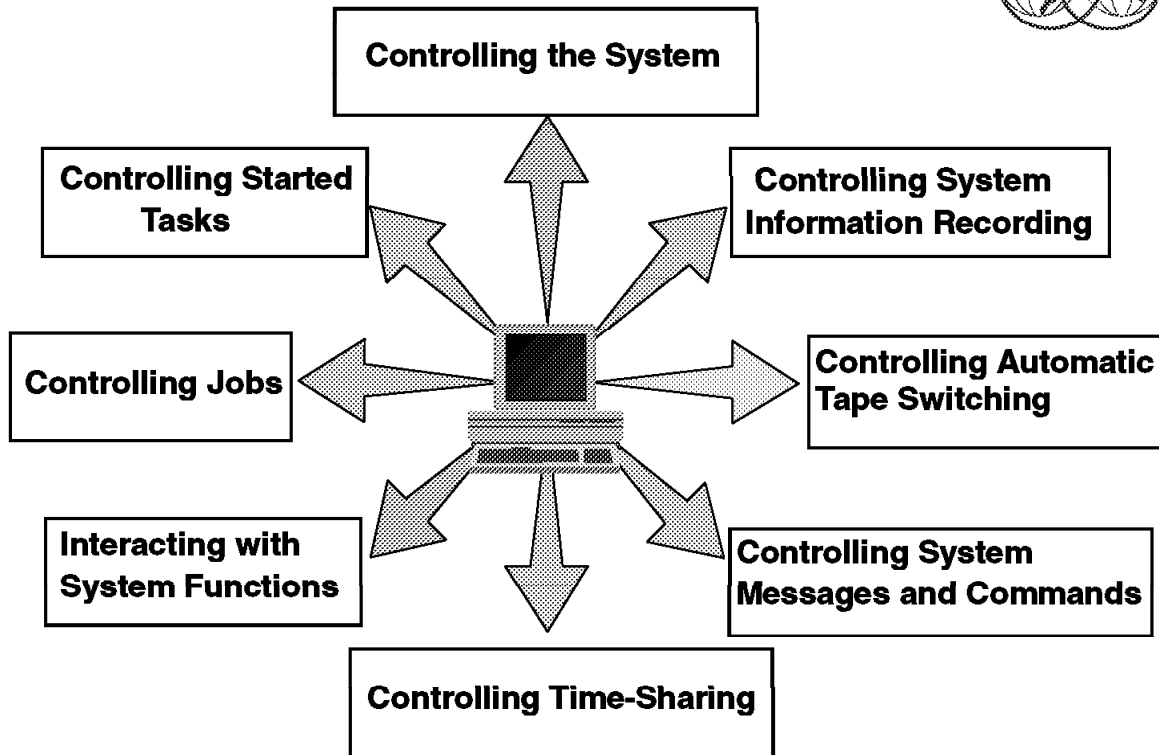 Controlling the System
Controlling Started
Tasks
Controlling System
Information Recording
Controlling Jobs
Controlling Automatic
Tape Switching
Interacting with
System Functions
Controlling System
Messages and Commands
Controlling Time-Sharing